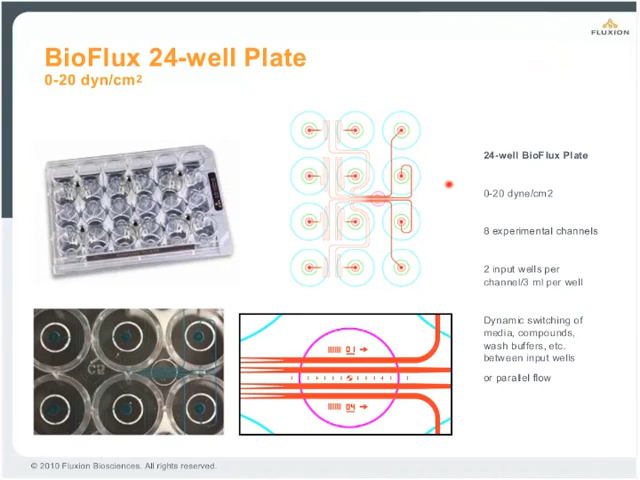 FLUXION
BioFlux 24-well Plate
0-20 dyn/cm2
24-well BioFlux Plate
0-20 dyne/cm2
8 experimental channels
2 input wells per
channel/3 ml per well
Dynamic switching of
media, compounds,
wash buffers, etc.
between input wells
or parallel flow
01
04
© 2010 Fluxion Biosciences. All rights reserved.